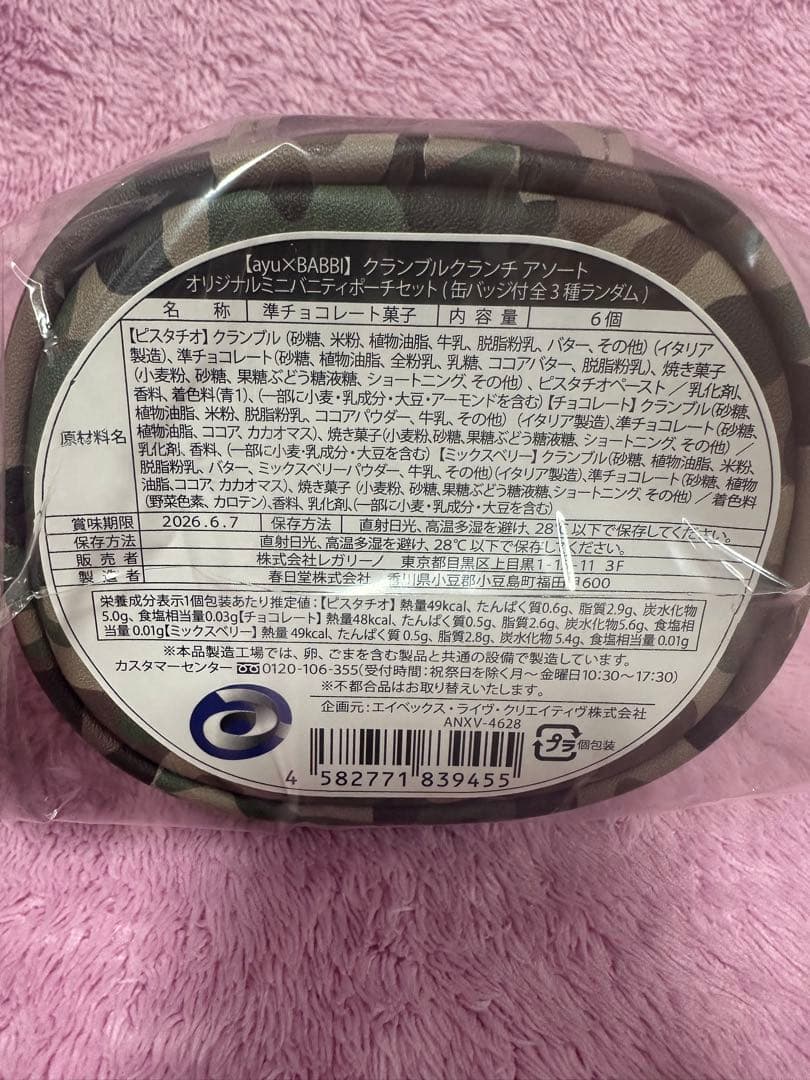 【ayu×BABBI】クランブルクランチ アソート
オリジナルミニバニティポーチセット(缶バッジ付全3種ランダム)
名 称 準チョコレート菓子 内容量 6個
原材料名
【ピスタチオ】クランブル(砂糖、米粉、植物油脂、牛乳、脱脂粉乳、バター、その他)(イタリア
製造)、準チョコレート(砂糖、植物油脂、全粉乳、乳糖、ココアバター、脱脂粉乳)、焼き菓子
(小麦粉、砂糖、果糖ぶどう糖液糖、ショートニング、その他)、ピスタチオペースト/乳化剤、
香料、着色料(青1)、(一部に小麦・乳成分・大豆・アーモンドを含む)【チョコレート】クランブル(砂糖、
植物油脂、米粉、脱脂粉乳、ココアパウダー、牛乳、その他)(イタリア製造)、準チョコレート(砂糖、
植物油脂、ココア、カカオマス)、焼き菓子(小麦粉、砂糖、果糖ぶどう糖液糖、ショートニング、その他)/
乳化剤、香料、(一部に小麦・乳成分・大豆を含む)【ミックスベリー】クランブル(砂糖、植物油脂、米粉、
脱脂粉乳、バター、ミックスベリーパウダー、牛乳、その他)(イタリア製造)、準チョコレート(砂糖、植物
油脂、ココア、カカオマス)、焼き菓子(小麦粉、砂糖、果糖ぶどう糖液糖、ショートニング、その他)/着色料
(野菜色素、カロテン)、香料、乳化剤、(一部に小麦・乳成分・大豆を含む)
賞味期限 2026.6.7 保存方法 直射日光、高温多湿を避け、28℃以下で保存してください。
保存方法 直射日光、高温多湿を避け、28℃以下で保存してください。
販売者 株式会社レガリーノ 東京都目黒区上目黒 11 3F
製造者 春日堂株式会社 香川県小豆郡小豆島町福田甲600
栄養成分表示1個包装あたり推定値:【ピスタチオ】熱量49kcal、たんぱく質0.6g、脂質2.9g、炭水化物
5.0g、食塩相当量0.03g【チョコレート】熱量48kcal、たんぱく質0.5g、脂質2.6g、炭水化物5.6g、食塩相
当量 0.01g【ミックスベリー】熱量 49kcal、たんぱく質 0.5g、脂質2.8g、炭水化物 5.4g、食塩相当量 0.01g
※本品製造工場では、卵、ごまを含む製品と共通の設備で製造しています。
カスタマーセンター 0120-106-355(受付時間:祝祭日を除く月～金曜日10:30～17:30)
※不都合品はお取り替えいたします。
企画元:エイベックス・ライヴ・クリエイティヴ株式会社
ANXV-4628
プラ 個包装
4 582771 839455